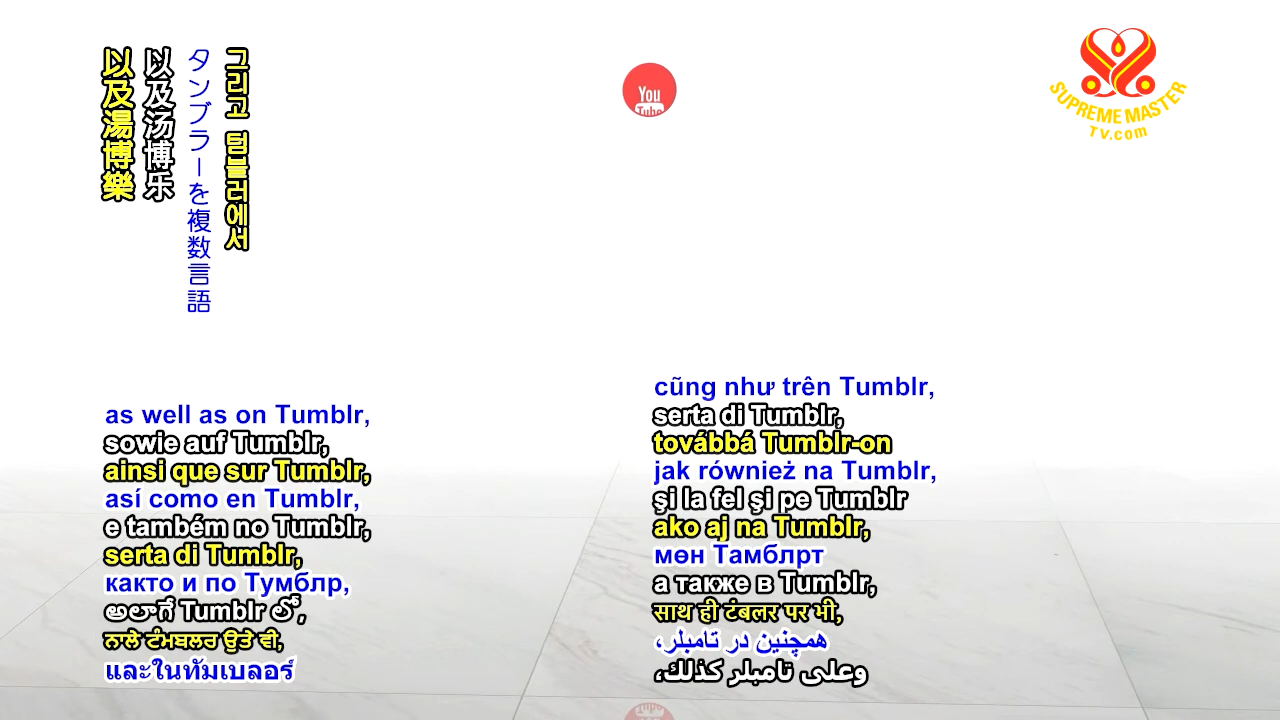 以及湯博樂
以及汤博乐
タンブラーを複数言語
그리고 텀블러에서
You
Tube
SUPREME MASTER
TV.com
as well as on Tumblr,
sowie auf Tumblr,
ainsi que sur Tumblr,
así como en Tumblr,
e também no Tumblr,
serta di Tumblr,
както и по Тумблр,
అలాగే Tumblr లో,
ਨਾਲੇ ਟੰਮਬਲਰ ਉਤੇ ਵੀ,
และในทัมเบลอร์
cũng như trên Tumblr,
serta di Tumblr,
továbbá Tumblr-on
jak również na Tumblr,
şi la fel şi pe Tumblr
ako aj na Tumblr,
мөн Тамблрт
а также в Tumblr,
साथ ही टंबलर पर भी,
همچنین در تامبلر،
وعلى تامبلر كذلك،
Tube